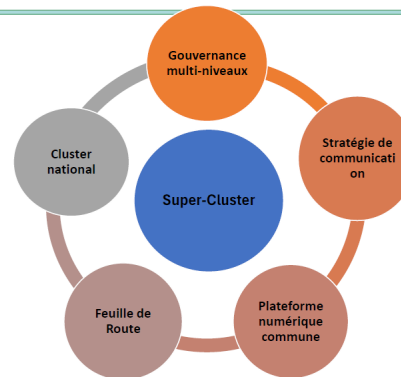 Gouvernance
multi-niveaux
Stratégie de
communicati
on
Cluster
national
Super-Cluster
Feuille de
Route
Plateforme
numérique
commune